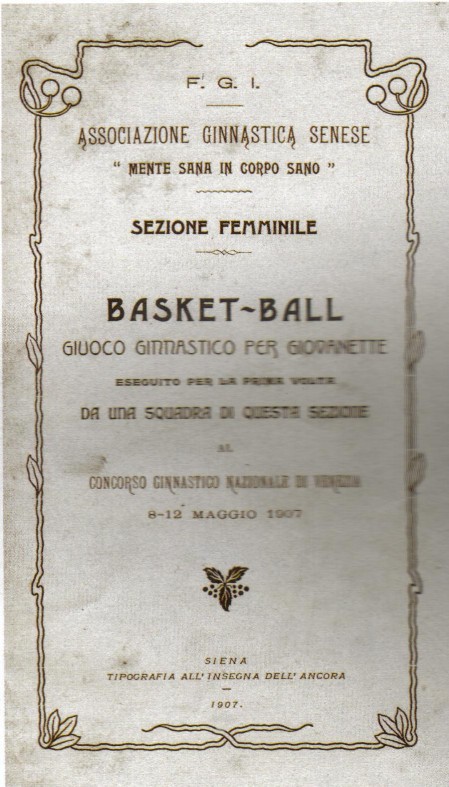 F. G. I.
ASSOCIAZIONE GINNASTICA SENESE
" MENTE SANA IN CORPO SANO "
SEZIONE FEMMINILE
BASKET~BALL
GIUOCO GINNASTICO PER GIOVANETTE
ESEGUITO PER LA PRIMA VOLTA
DA UNA SQUADRA DI QUESTA SEZIONE
AL
CONCORSO GINNASTICO NAZIONALE DI VENEZIA
8-12 MAGGIO 1907
SIENA
TIPOGRAFIA ALL'INSEGNA DELL'ANCORA
1907.